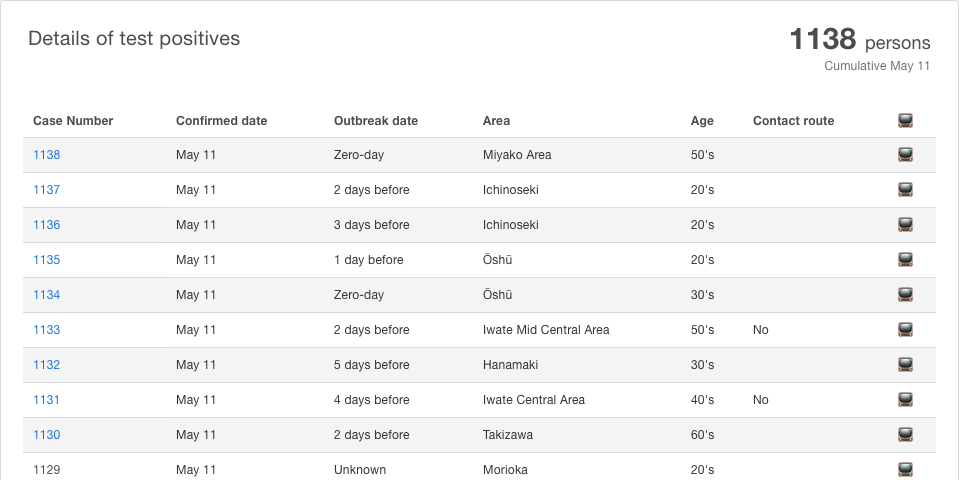 Details of test positives
1138 persons
Cumulative May 11
Case Number Confirmed date Outbreak date Area Age Contact route
1138 May 11 Zero-day Miyako Area 50's
1137 May 11 2 days before Ichinoseki 20's
1136 May 11 3 days before Ichinoseki 20's
1135 May 11 1 day before Ōshū 20's
1134 May 11 Zero-day Ōshū 30's
1133 May 11 2 days before Iwate Mid Central Area 50's No
1132 May 11 5 days before Hanamaki 30's
1131 May 11 4 days before Iwate Central Area 40's No
1130 May 11 2 days before Takizawa 60's
1129 May 11 Unknown Morioka 20's